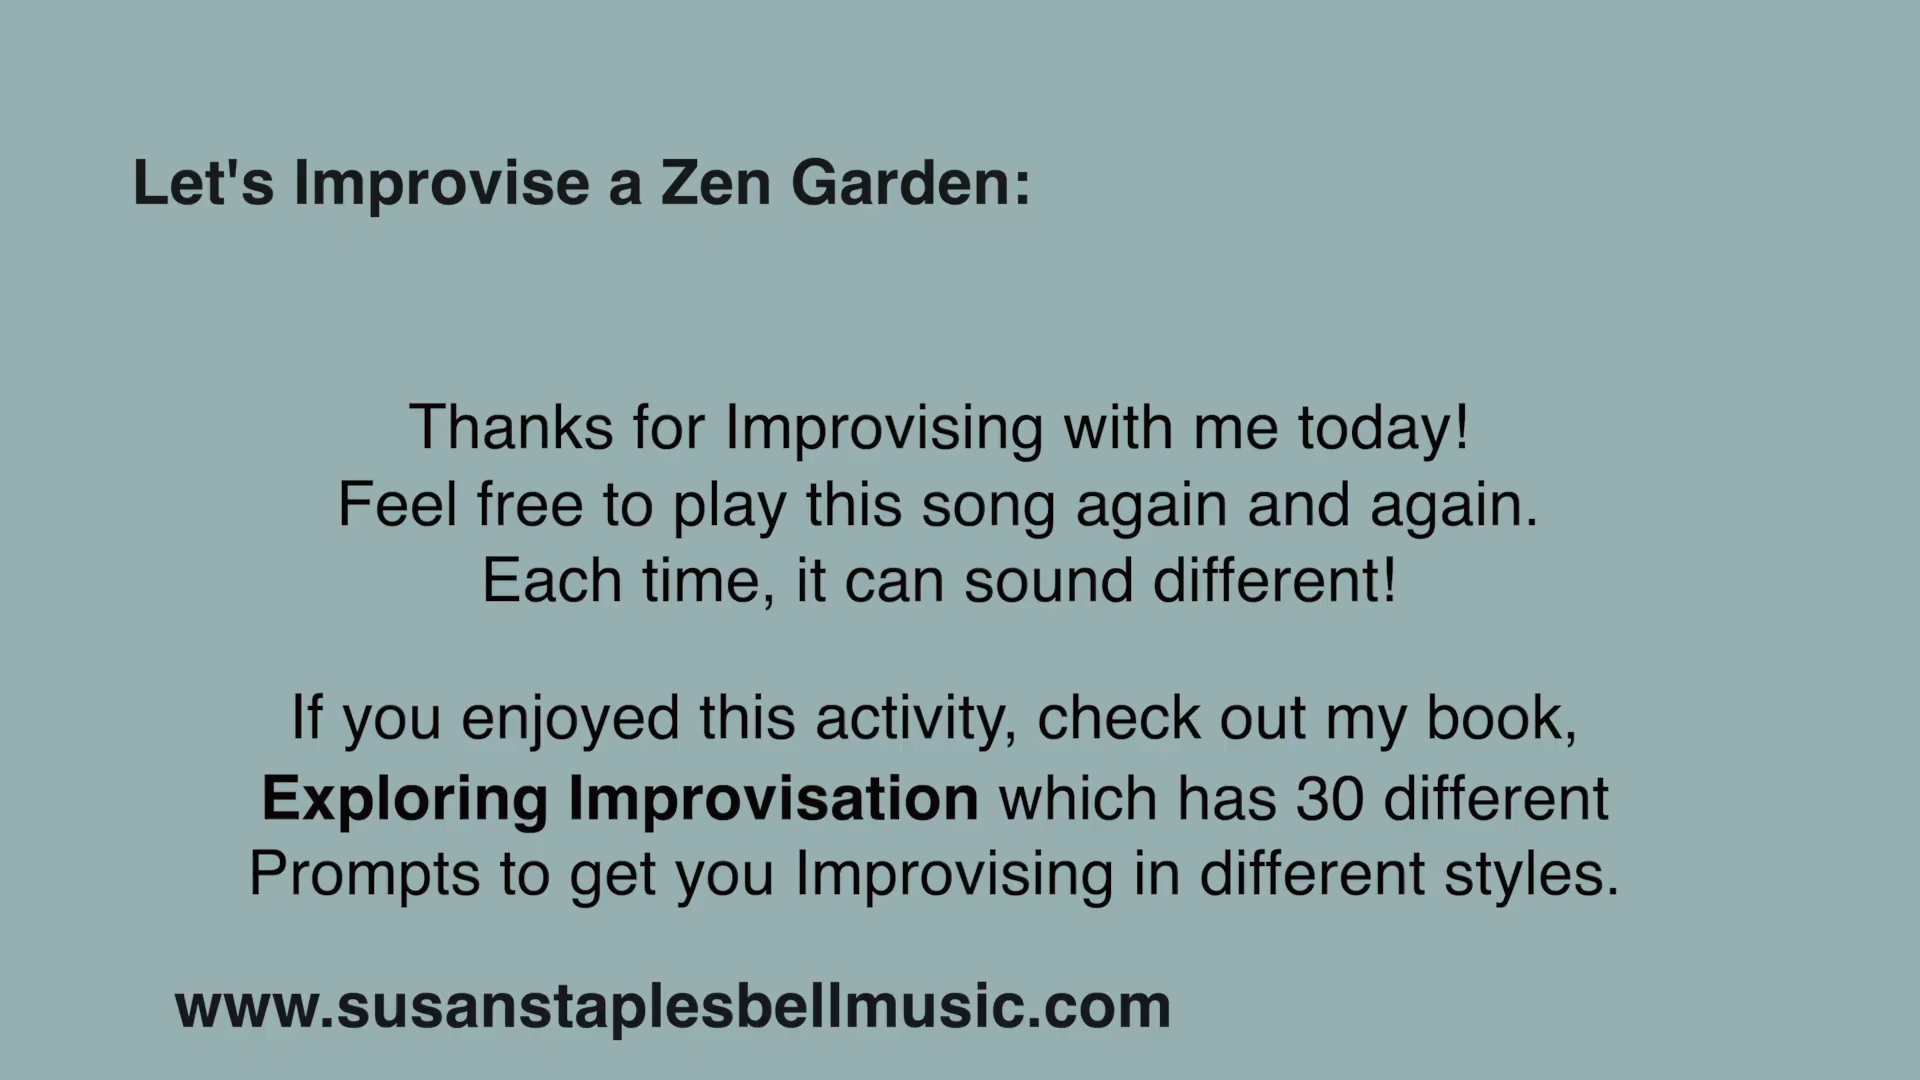 Let's Improvise a Zen Garden:
Thanks for Improvising with me today!
Feel free to play this song again and again.
Each time, it can sound different!
If you enjoyed this activity, check out my book,
Exploring Improvisation which has 30 different
Prompts to get you Improvising in different styles.
www.susanstaplesbellmusic.com